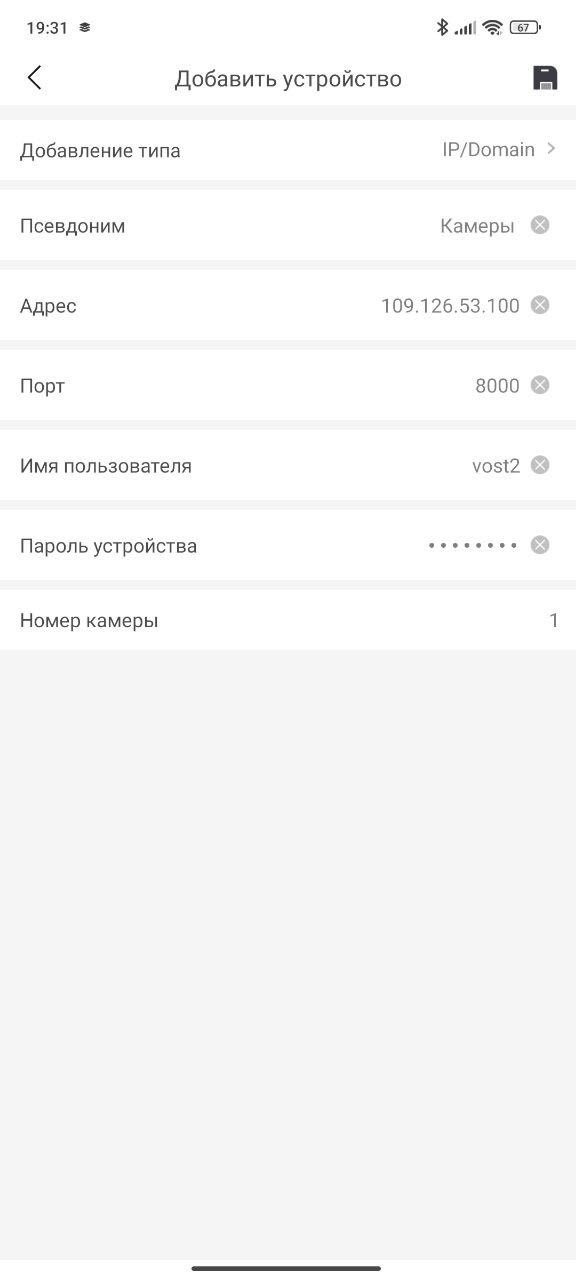 19:31 67
Добавить устройство
Добавление типа IP/Domain
Псевдоним Камеры
Адрес 109.126.53.100
Порт 8000
Имя пользователя vost2
Пароль устройства ••••••••
Номер камеры 1